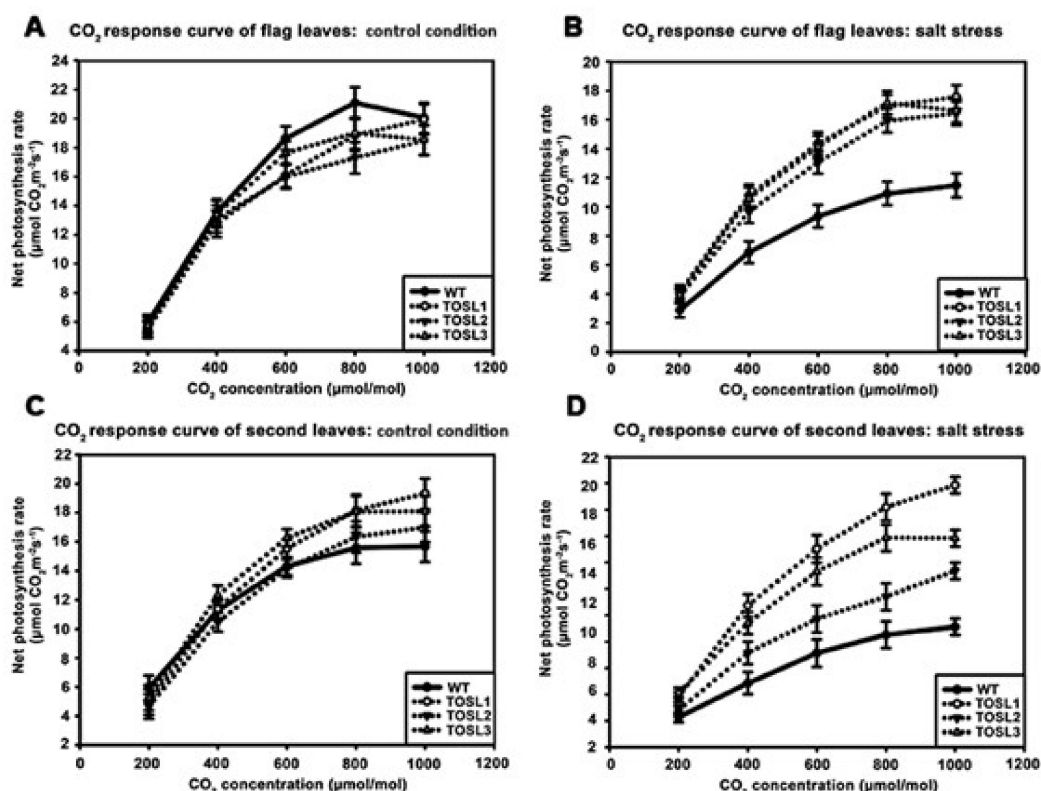 A
CO₂ response curve of flag leaves: control condition
Net photosynthesis rate
(µmol CO₂m⁻²s⁻¹)
24
22
20
18
16
14
12
10
8
6
4
0 200 400 600 800 1000 1200
CO₂ concentration (µmol/mol)
WT
TOSL1
TOSL2
TOSL3
B
CO₂ response curve of flag leaves: salt stress
Net photosynthesis rate
(µmol CO₂m⁻²s⁻¹)
20
18
16
14
12
10
8
6
4
2
0
0 200 400 600 800 1000 1200
CO₂ concentration (µmol/mol)
WT
TOSL1
TOSL2
TOSL3
C
CO₂ response curve of second leaves: control condition
Net photosynthesis rate
(µmol CO₂m⁻²s⁻¹)
22
20
18
16
14
12
10
8
6
4
2
0 200 400 600 800 1000 1200
CO₂ concentration (µmol/mol)
WT
TOSL1
TOSL2
TOSL3
D
CO₂ response curve of second leaves: salt stress
Net photosynthesis rate
(µmol CO₂m⁻²s⁻¹)
22
20
18
16
14
12
10
8
6
4
2
0 200 400 600 800 1000 1200
CO₂ concentration (µmol/mol)
WT
TOSL1
TOSL2
TOSL3